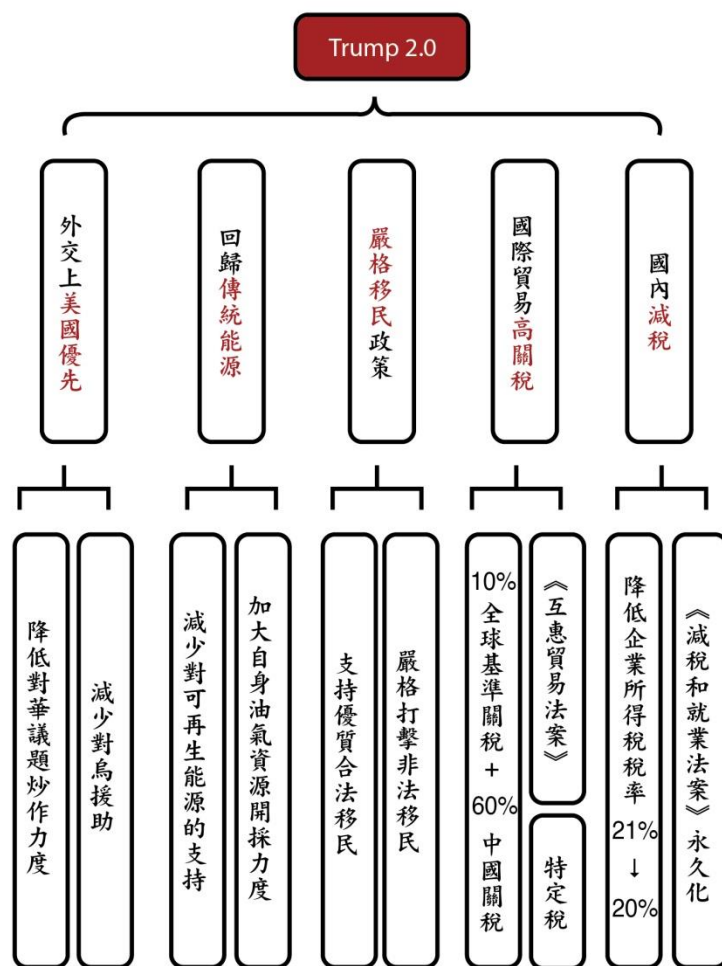 Trump 2.0
外交上美國優先
回歸傳統能源
嚴格移民政策
國際貿易高關稅
國內減稅
降低對華議題炒作力度
減少對烏援助
減少對可再生能源的支持
加大自身油氣資源開採力度
支持優質合法移民
嚴格打擊非法移民
10%全球基準關稅+60%中國關稅
《互惠貿易法案》
特定稅
降低企業所得稅稅率21%↓20%
《減稅和就業法案》永久化